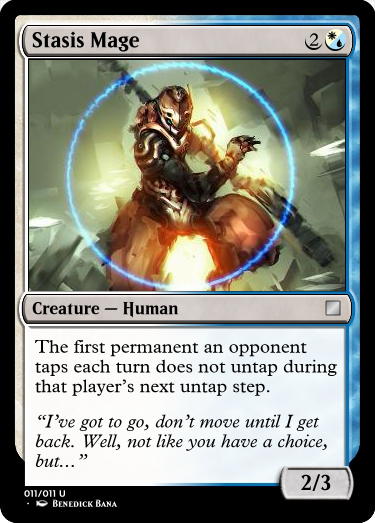 Stasis Mage 2
Creature — Human
The first permanent an opponent
taps each turn does not untap during
that player's next untap step.
“I've got to go, don't move until I get
back. Well, not like you have a choice,
but…”
2/3
011/011 U
• Benedick Bana